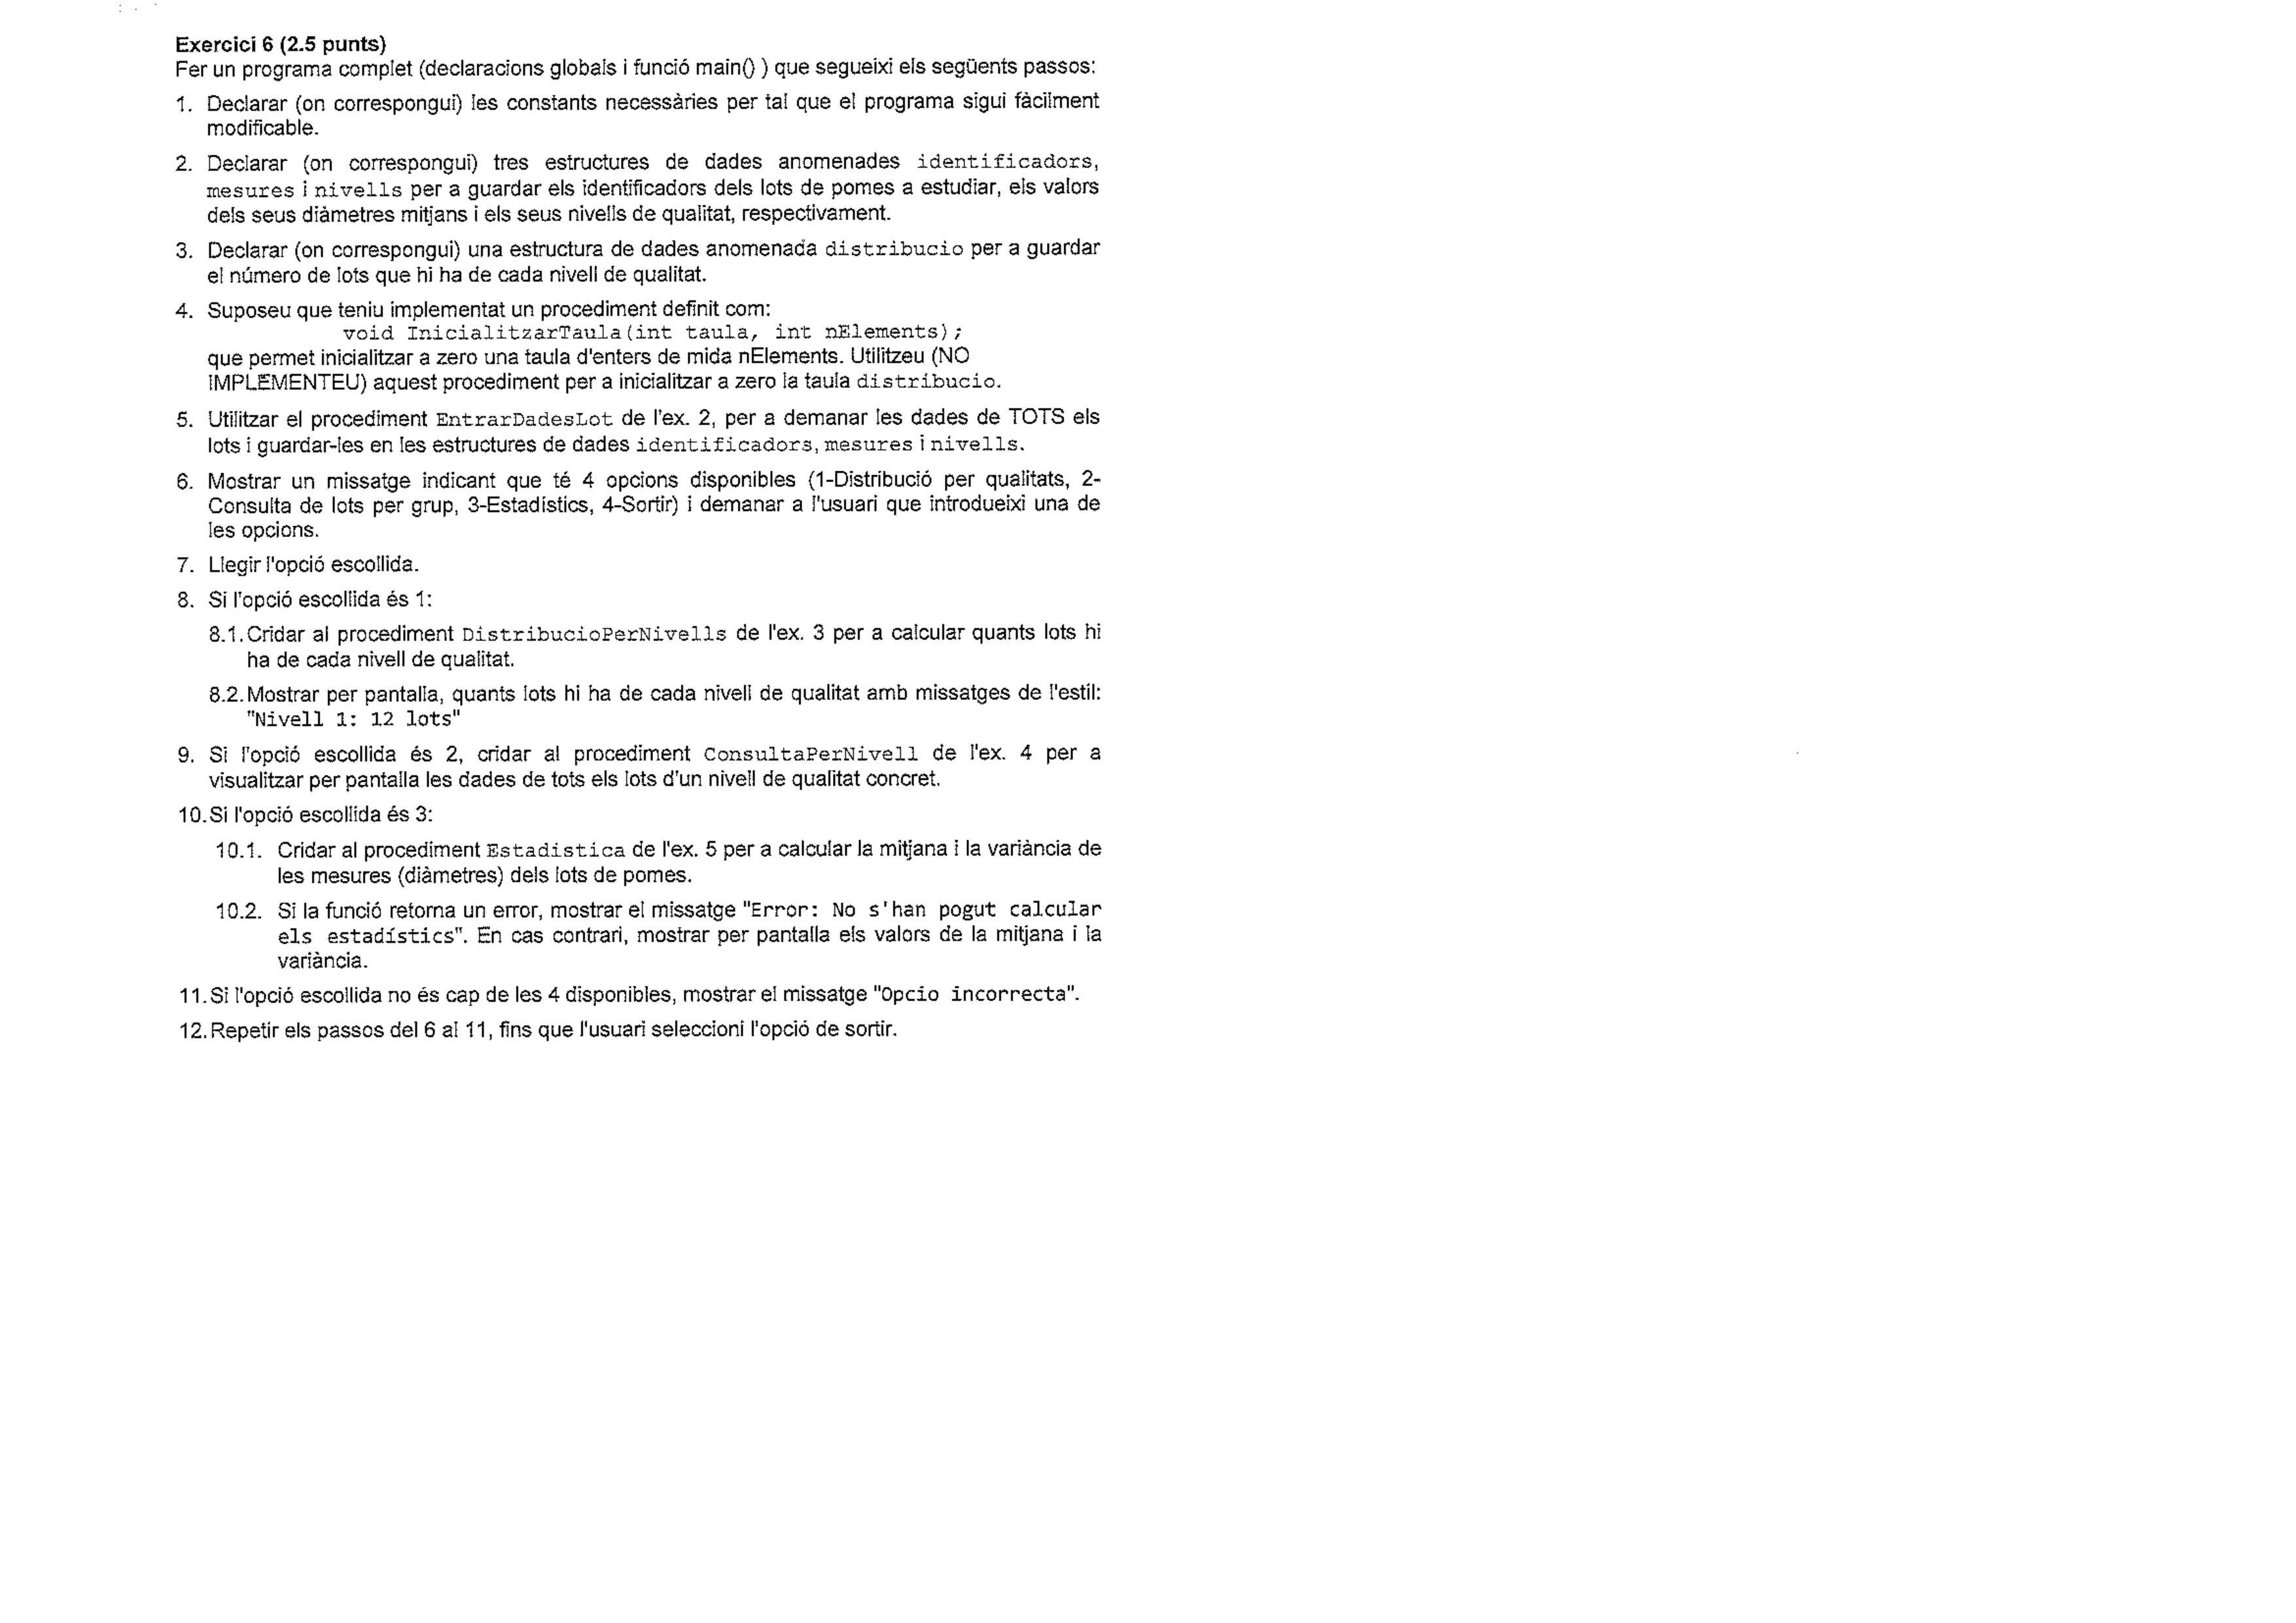 Exercici 6 (2.5 punts)
Fer un programa complet (declaracions globals i funció main() ) que segueixi els següents passos:
1. Declarar (on correspongui) les constants necessàries per tal que el programa sigui fàcilment
modificable.
2. Declarar (on correspongui) tres estructures de dades anomenades identificadors,
mesures i nivells per a guardar els identificadors dels lots de pomes a estudiar, els valors
dels seus diàmetres mitjans i els seus nivells de qualitat, respectivament.
3. Declarar (on correspongui) una estructura de dades anomenada distribucio per a guardar
el número de lots que hi ha de cada nivell de qualitat.
4. Suposeu que teniu implementat un procediment definit com:
void InicialitzarTaula(int taula, int nElements);
que permet inicialitzar a zero una taula d'enters de mida nElements. Utilitzeu (NO
IMPLEMENTEU) aquest procediment per a inicialitzar a zero la taula distribucio.
5. Utilitzar el procediment EntrarDadesLot de l'ex. 2, per a demanar les dades de TOTS els
lots i guardar-les en les estructures de dades identificadors, mesures i nivells.
6. Mostrar un missatge indicant que té 4 opcions disponibles (1-Distribució per qualitats, 2-
Consulta de lots per grup, 3-Estadístics, 4-Sortir) i demanar a l'usuari que introdueixi una de
les opcions.
7. Llegir l'opció escollida.
8. Si l'opció escollida és 1:
8.1. Cridar al procediment DistribucioPerNivells de l'ex. 3 per a calcular quants lots hi
ha de cada nivell de qualitat.
8.2. Mostrar per pantalla, quants lots hi ha de cada nivell de qualitat amb missatges de l'estil:
"Nivell 1: 12 lots"
9. Si l'opció escollida és 2, cridar al procediment ConsultaPerNivell de l'ex. 4 per a
visualitzar per pantalla les dades de tots els lots d'un nivell de qualitat concret.
10. Si l'opció escollida és 3:
10.1. Cridar al procediment Estadistica de l'ex. 5 per a calcular la mitjana i la variància de
les mesures (diàmetres) dels lots de pomes.
10.2. Si la funció retorna un error, mostrar el missatge "Error: No s'han pogut calcular
els estadístics". En cas contrari, mostrar per pantalla els valors de la mitjana i la
variància.
11. Si l'opció escollida no és cap de les 4 disponibles, mostrar el missatge "Opcio incorrecta".
12. Repetir els passos del 6 al 11, fins que l'usuari seleccioni l'opció de sortir.